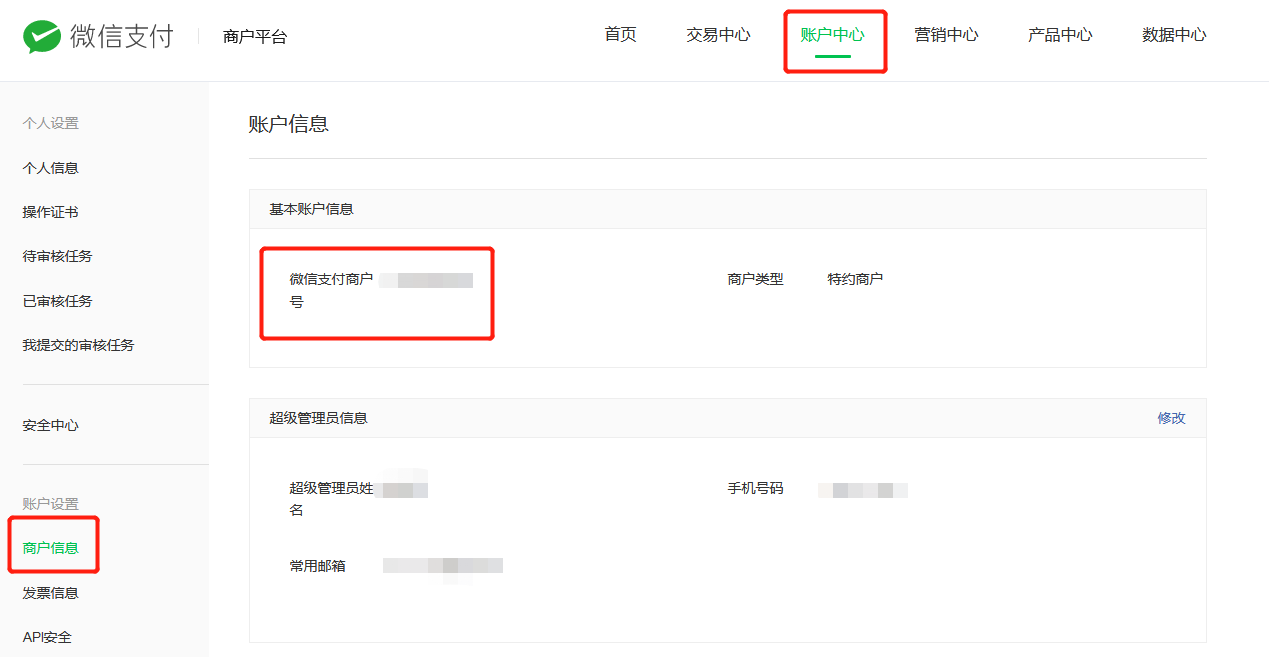 微信支付 商户平台 首页 交易中心 账户中心 营销中心 产品中心 数据中心
个人设置
个人信息
操作证书
待审核任务
已审核任务
我提交的审核任务
安全中心
账户设置
商户信息
发票信息
API安全
账户信息
基本账户信息
微信支付商户
号
商户类型 特约商户
超级管理员信息 修改
超级管理员姓
名
手机号码
常用邮箱